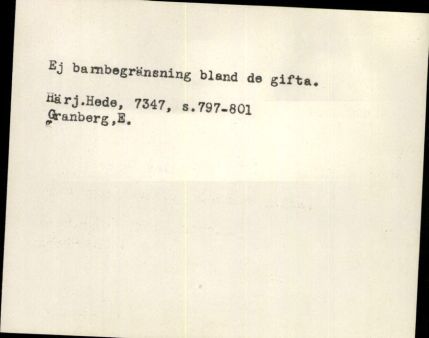 Ej barnbegränsning bland de gifta.
Härj.Hede, 7347, s.797-801
Granberg,E.